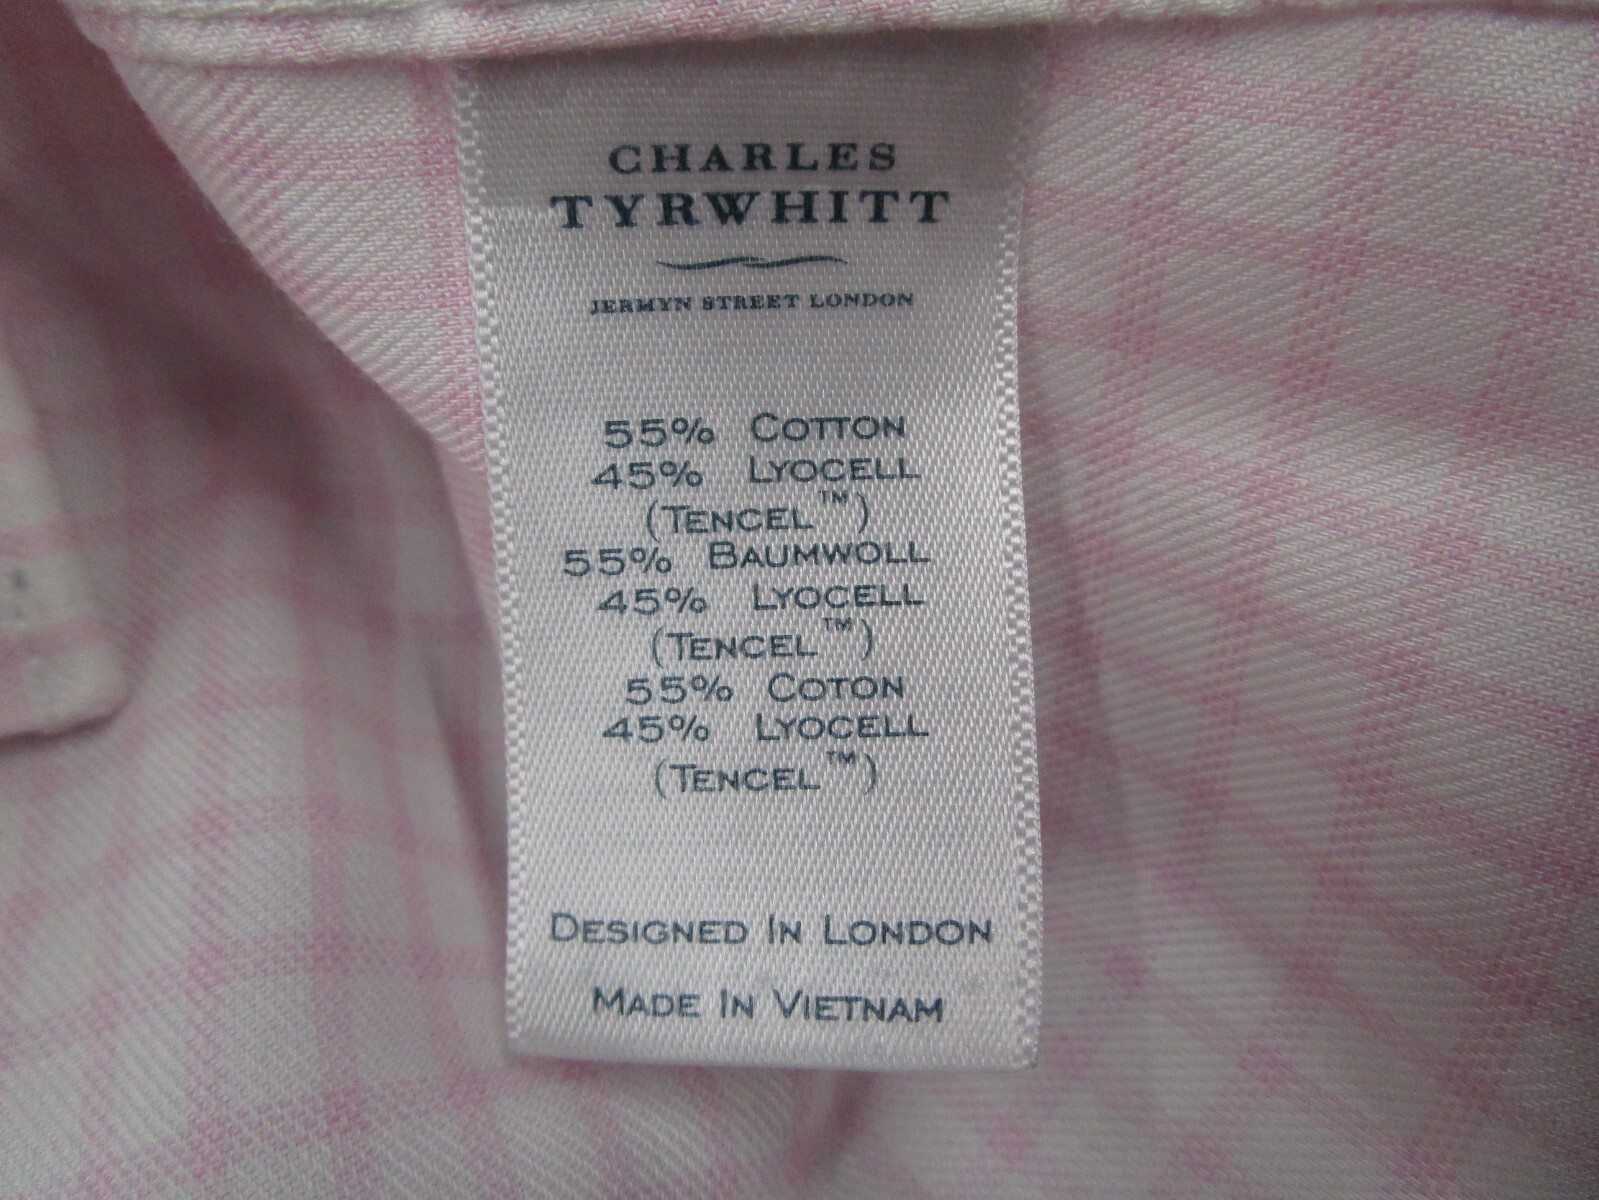 CHARLES
TYRWHITT
JERMYN STREET LONDON
55% COTTON
45% LYOCELL
(TENCEL™)
55% BAUMWOLL
45% LYOCELL
(TENCEL™)
55% COTON
45% LYOCELL
(TENCEL™)
DESIGNED IN LONDON
MADE IN VIETNAM